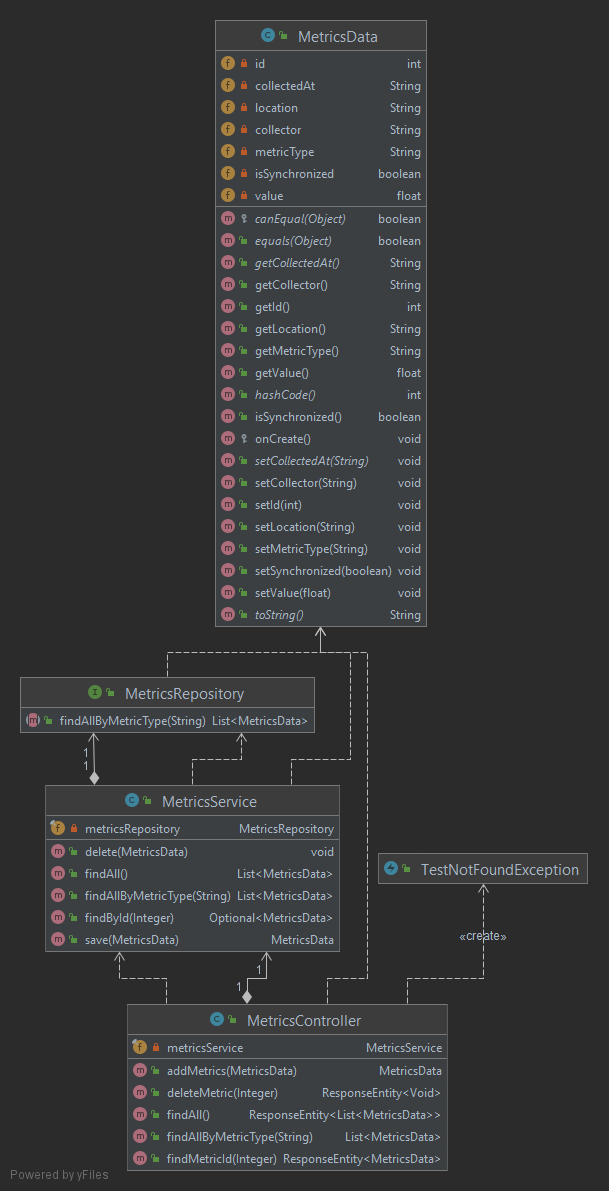 MetricsData
id int
collectedAt String
location String
collector String
metricType String
isSynchronized boolean
value float
canEqual(Object) boolean
equals(Object) boolean
getCollectedAt() String
getCollector() String
getId() int
getLocation() String
getMetricType() String
getValue() float
hashCode() int
isSynchronized() boolean
onCreate() void
setCollectedAt(String) void
setCollector(String) void
setId(int) void
setLocation(String) void
setMetricType(String) void
setSynchronized(boolean) void
setValue(float) void
toString() String
MetricsRepository
findAllByMetricType(String) List<MetricsData>
1
1
MetricsService
metricsRepository MetricsRepository
delete(MetricsData) void
findAll() List<MetricsData>
findAllByMetricType(String) List<MetricsData>
findById(Integer) Optional<MetricsData>
save(MetricsData) MetricsData
TestNotFoundException
«create»
1
1
MetricsController
metricsService MetricsService
addMetrics(MetricsData) MetricsData
deleteMetric(Integer) ResponseEntity<Void>
findAll() ResponseEntity<List<MetricsData>>
findAllByMetricType(String) List<MetricsData>
findMetricId(Integer) ResponseEntity<MetricsData>
Powered by yFiles